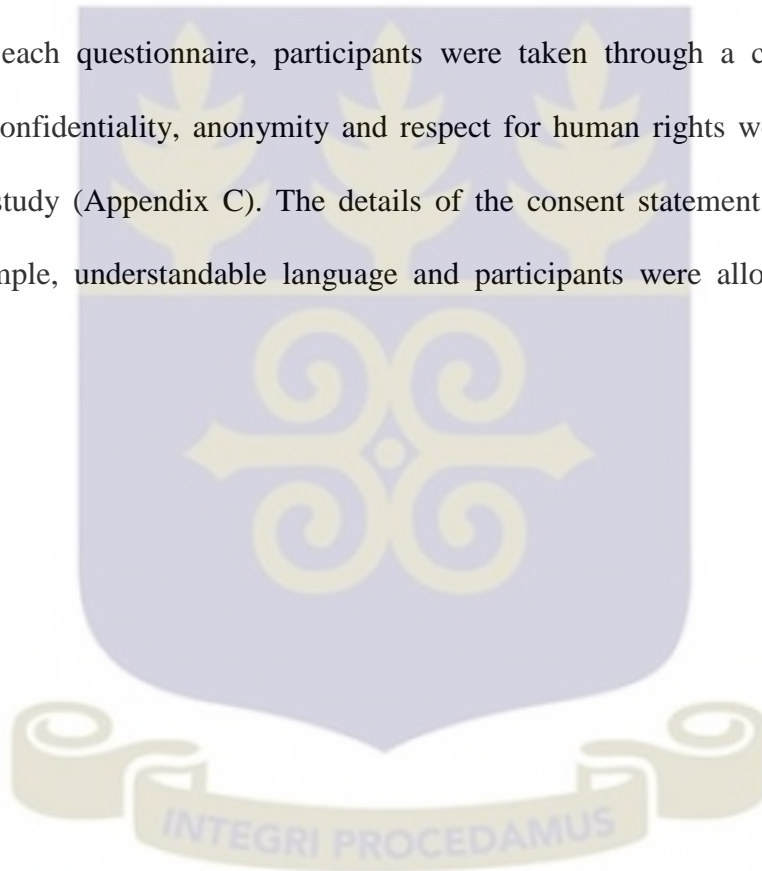 each questionnaire, participants were taken through a c
onfidentiality, anonymity and respect for human rights w
study (Appendix C). The details of the consent statement
mple, understandable language and participants were allo
INTEGRI PROCEDAMUS